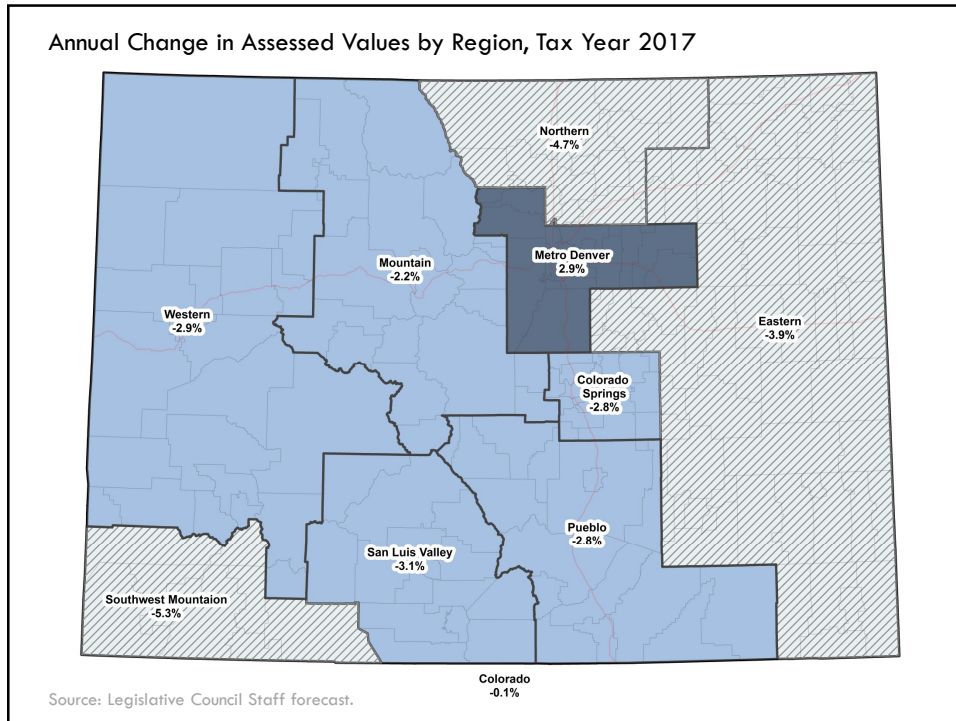 Annual Change in Assessed Values by Region, Tax Year 2017
Northern
-4.7%
Metro Denver
2.9%
Mountain
-2.2%
Western
-2.9%
Eastern
-3.9%
Colorado
Springs
-2.8%
Pueblo
-2.8%
San Luis Valley
-3.1%
Southwest Mountaion
-5.3%
Colorado
-0.1%
Source: Legislative Council Staff forecast.